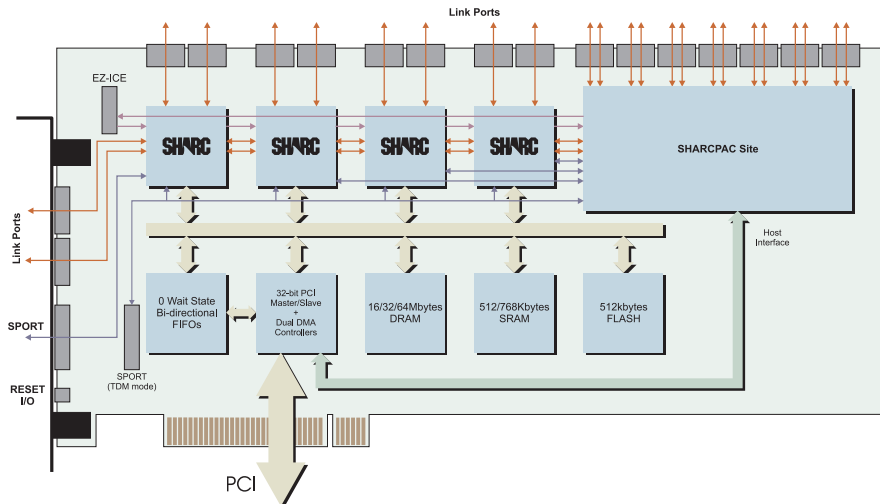 Link Ports
EZ-ICE
SHARC
SHARC
SHARC
SHARC
SHARCPAC Site
Link Ports
Host
Interface
0 Wait State
Bi-directional
FIFOs
32-bit PCI
Master/Slave
+
Dual DMA
Controllers
16/32/64Mbytes
DRAM
512/768Kbytes
SRAM
512kbytes
FLASH
SPORT
SPORT
(TDM mode)
RESET
I/O
PCI